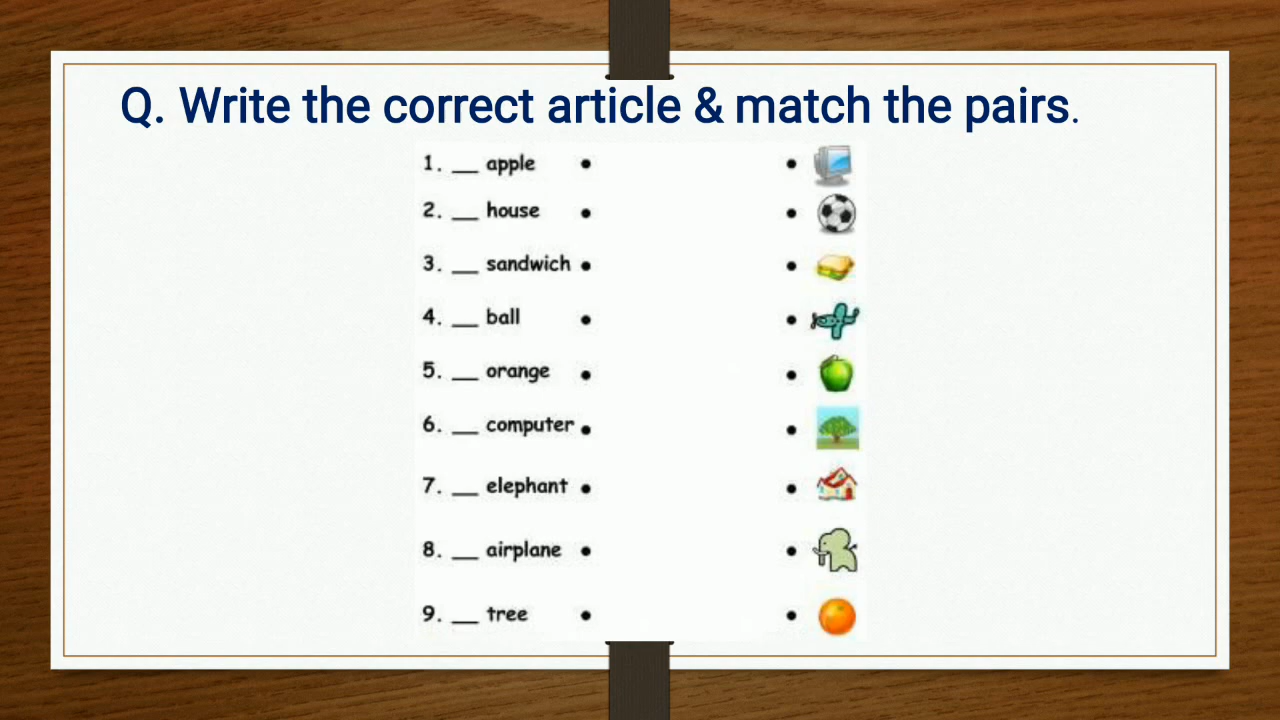 Q. Write the correct article & match the pairs.
1. __ apple
2. __ house
3. __ sandwich
4. __ ball
5. __ orange
6. __ computer
7. __ elephant
8. __ airplane
9. __ tree